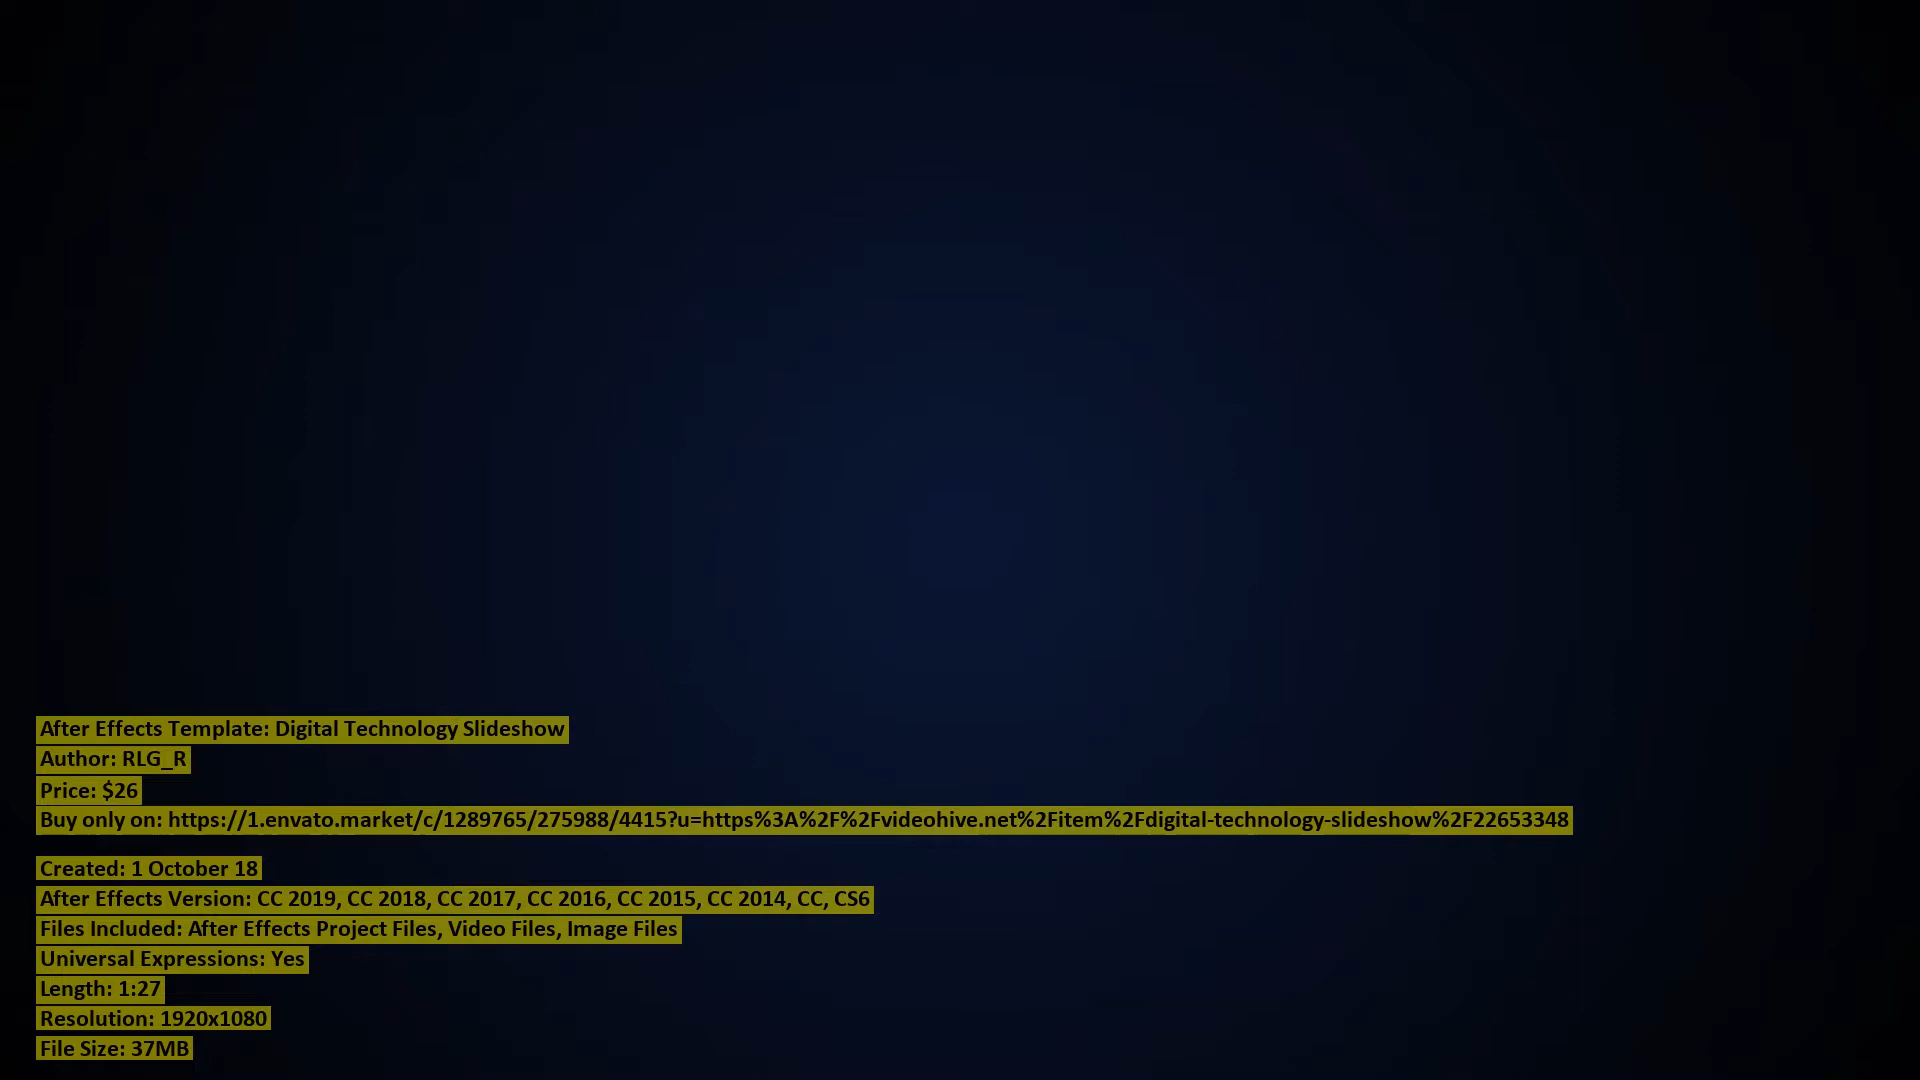 After Effects Template: Digital Technology Slideshow
Author: RLG_R
Price: $26
Buy only on: https://1.envato.market/c/1289765/275988/4415?u=https%3A%2F%2Fvideohive.net%2Fitem%2Fdigital-technology-slideshow%2F22653348
Created: 1 October 18
After Effects Version: CC 2019, CC 2018, CC 2017, CC 2016, CC 2015, CC 2014, CC, CS6
Files Included: After Effects Project Files, Video Files, Image Files
Universal Expressions: Yes
Length: 1:27
Resolution: 1920x1080
File Size: 37MB